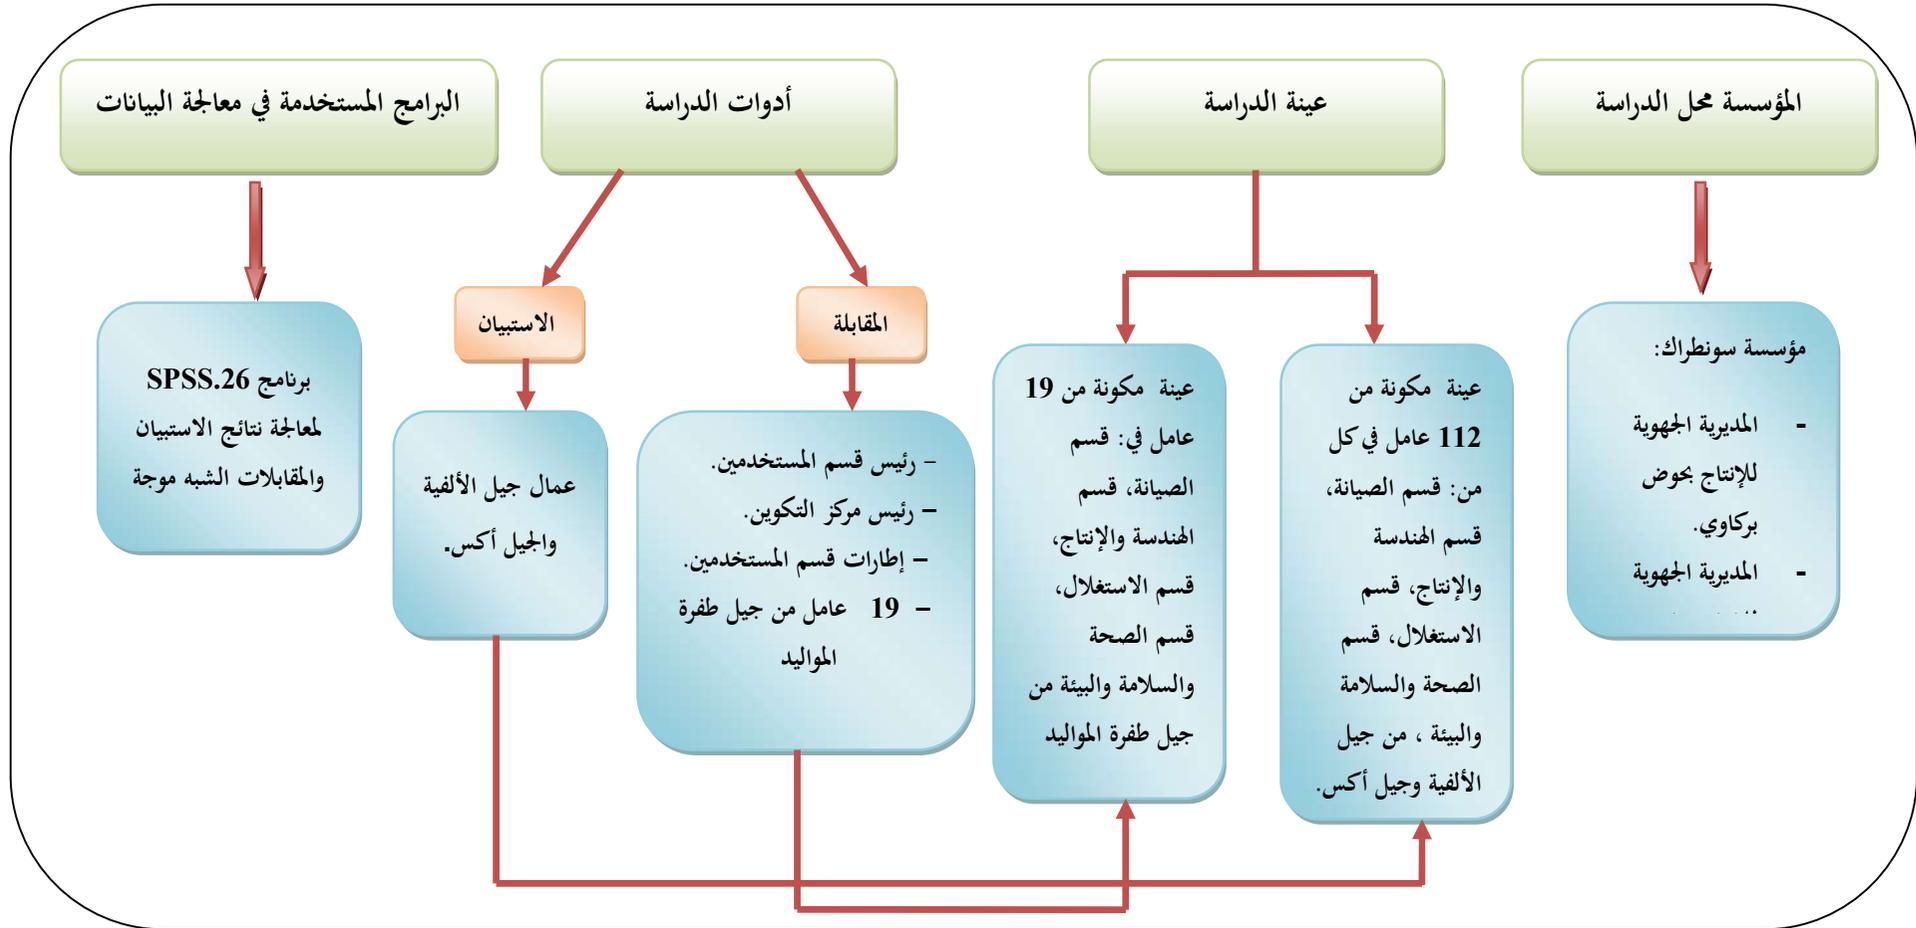 المؤسسة محل الدراسة
عينة الدراسة
أدوات الدراسة
البرامج المستخدمة في معالجة البيانات
مؤسسة سونطراك:
- المديرية الجهوية
للإنتاج بحوض
بركاوي.
- المديرية الجهوية
عينة مكونة من
112 عامل في كل
من: قسم الصيانة،
قسم الهندسة
والإنتاج، قسم
الاستغلال، قسم
الصحة والسلامة
والبيئة ، من جيل
الألفية وجيل أكس.
عينة مكونة من 19
عامل في: قسم
الصيانة، قسم
الهندسة والإنتاج،
قسم الاستغلال،
قسم الصحة
والسلامة والبيئة من
جيل طفرة المواليد
المقابلة
- رئيس قسم المستخدمين.
- رئيس مركز التكوين.
- إطارات قسم المستخدمين.
- 19 عامل من جيل طفرة
المواليد
الاستبيان
عمال جيل الألفية
والجيل أكس.
برنامج SPSS.26
لمعالجة نتائج الاستبيان
والمقابلات الشبه موجة